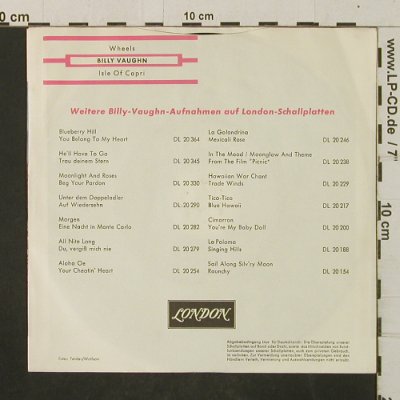 10 cm
10 cm
Wheels
BILLY VAUGHN
Isle Of Capri
Weitere Billy-Vaughn-Aufnahmen auf London-Schallplatten
Blueberry Hill
You Belong To My Heart DL 20 364
He'll Have To Go
Trau deinem Stern DL 20 345
Moonlight And Roses
Beg Your Pardon DL 20 330
Unter dem Doppeladler
Auf Wiedersehn DL 20 290
Morgen
Eine Nacht in Monte Carlo DL 20 282
All Nite Long
Du, vergiß mich nie DL 20 279
Aloha Oe
Your Cheatin' Heart DL 20 254
La Golondrina
Mexicali Rose DL 20 246
In The Mood / Moonglow And Theme
From The Film "Picnic" DL 20 238
Hawaiian War Chant
Trade Winds DL 20 229
Tico-Tico
Blue Hawaii DL 20 217
Cimarron
You're My Baby Doll DL 20 200
La Paloma
Singing Hills DL 20 188
Sail Along Silv'ry Moon
Raunchy DL 20 154
LONDON
www.LP-CD.de / 7"
10 cm